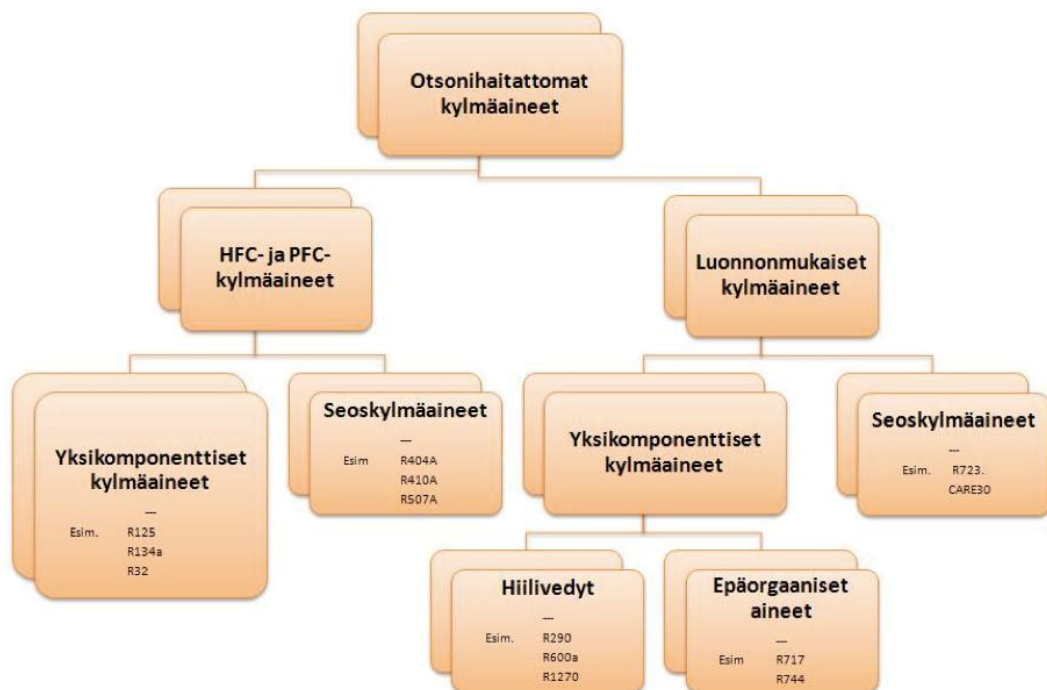 Otsonihaitattomat
kylmäaineet
HFC- ja PFC-
kylmäaineet
Luonnonmukaiset
kylmäaineet
Yksikomponenttiset
kylmäaineet
---
Esim. R125
R134a
R32
Seoskylmäaineet
---
Esim R404A
R410A
R507A
Yksikomponenttiset
kylmäaineet
Seoskylmäaineet
---
Esim. R723.
CARE30
Hiilivedyt
---
Esim. R290
R600a
R1270
Epäorgaaniset
aineet
---
Esim R717
R744